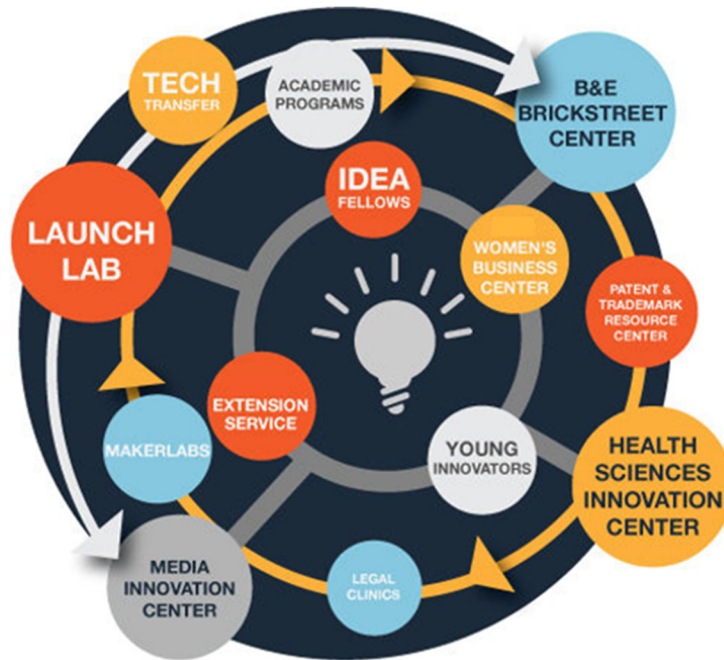 TECH
TRANSFER
ACADEMIC
PROGRAMS
B&E
BRICKSTREET
CENTER
IDEA
FELLOWS
LAUNCH
LAB
WOMEN'S
BUSINESS
CENTER
PATENT &
TRADEMARK
RESOURCE
CENTER
EXTENSION
SERVICE
MAKERLABS
YOUNG
INNOVATORS
HEALTH
SCIENCES
INNOVATION
CENTER
MEDIA
INNOVATION
CENTER
LEGAL
CLINICS